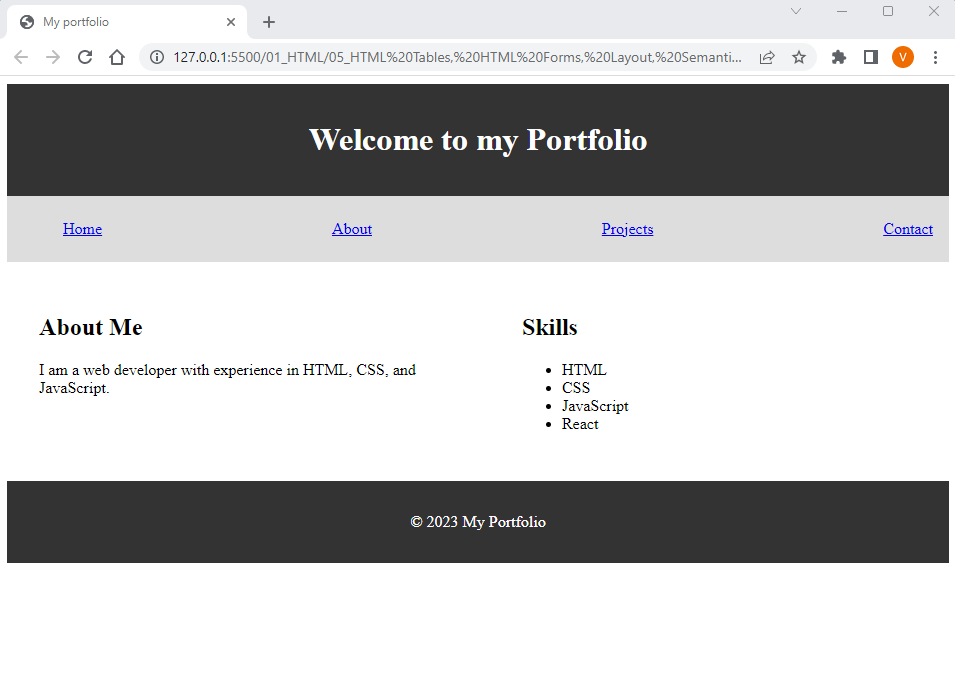 My portfolio
127.0.0.1:5500/01_HTML/05_HTML%20Tables,%20HTML%20Forms,%20Layout,%20Semanti...
V
Welcome to my Portfolio
Home About Projects Contact
About Me
I am a web developer with experience in HTML, CSS, and
JavaScript.
Skills
• HTML
• CSS
• JavaScript
• React
© 2023 My Portfolio